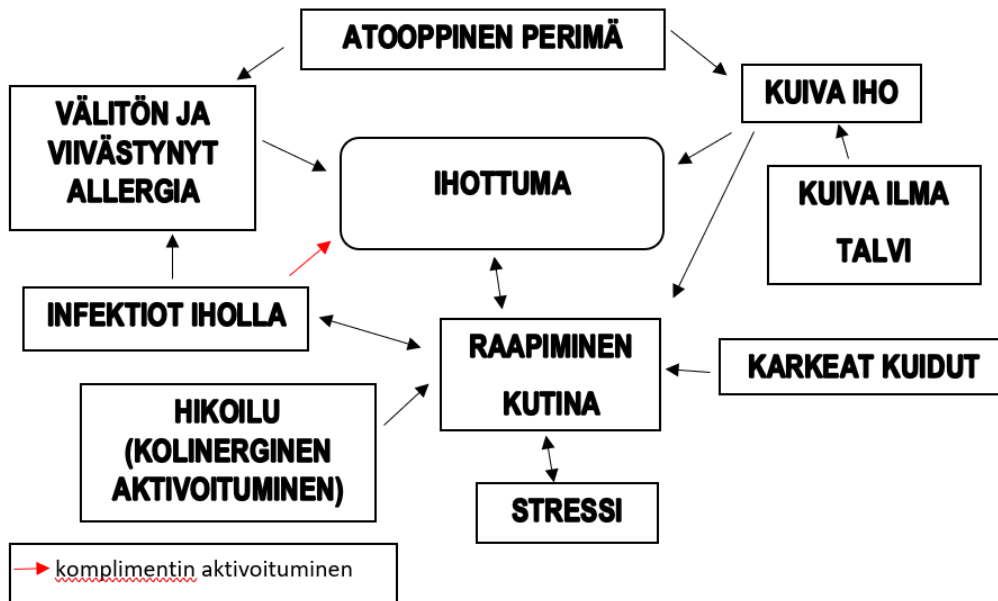 ATOOPPINEN PERIMÄ
VÄLITÖN JA
VIIVÄSTYNYT
ALLERGIA
KUIVA IHO
IHOTTUMA
KUIVA ILMA
TALVI
INFEKTIOT IHOLLA
RAAPIMINEN
KUTINA
KARKEAT KUIDUT
HIKOILU
(KOLINERGINEN
AKTIVOITUMINEN)
STRESSI
komplimentin aktivoituminen